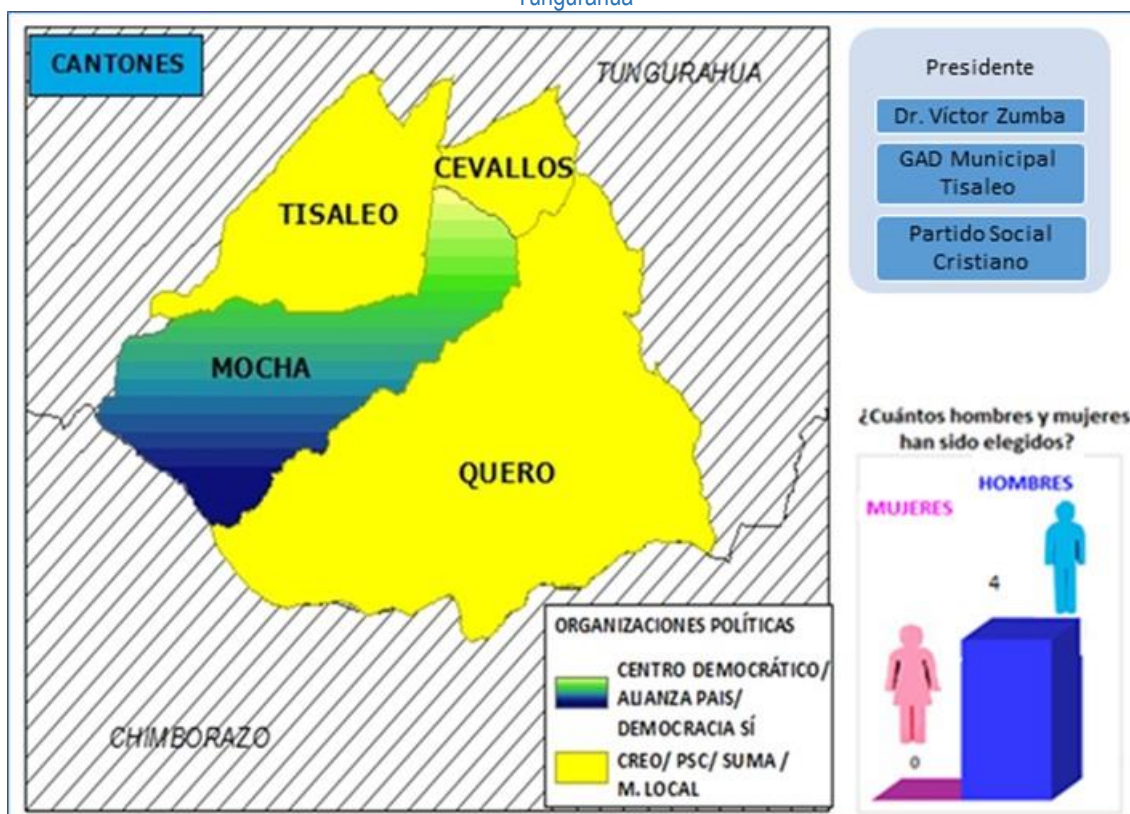 Tungurahua
CANTONES
TUNGURAHUA
CEVALLOS
TISALEO
MOCHA
QUERO
CHIMBORAZO
ORGANIZACIONES POLÍTICAS
CENTRO DEMOCRÁTICO/
ALIANZA PAIS/
DEMOCRACIA SÍ
CREO/ PSC/ SUMA /
M. LOCAL
Presidente
Dr. Víctor Zumba
GAD Municipal
Tisaleo
Partido Social
Cristiano
¿Cuántos hombres y mujeres
han sido elegidos?
HOMBRES
MUJERES
4
0